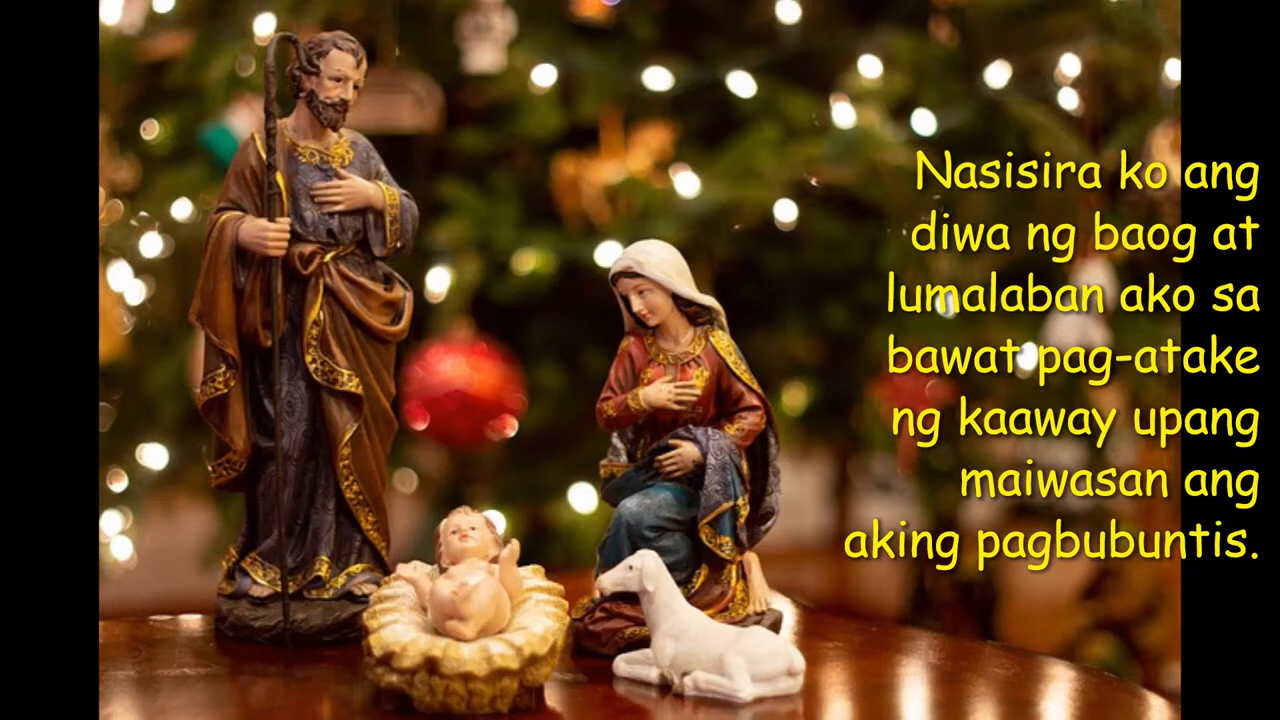 Nasisira ko ang
diwa ng baog at
lumalaban ako sa
bawat pag-atake
ng kaaway upang
maiwasan ang
aking pagbubuntis.